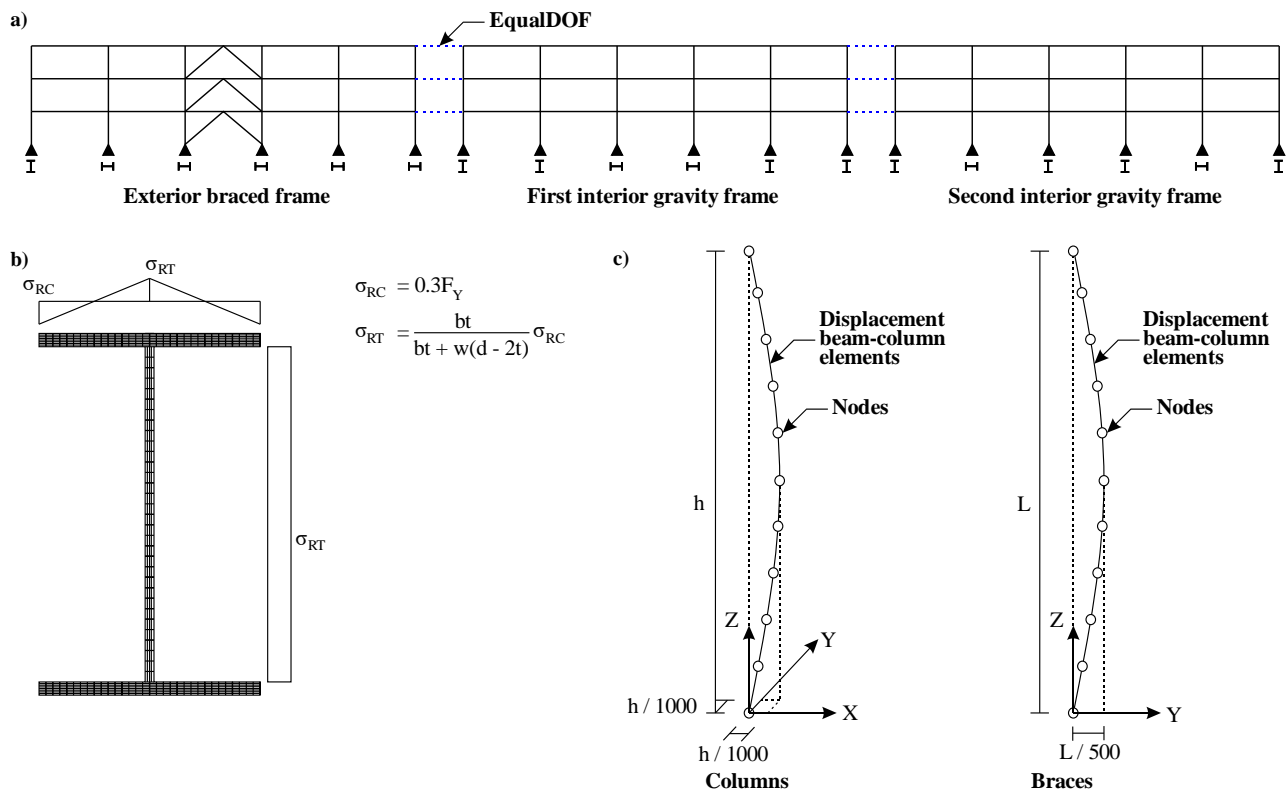 a)
EqualDOF
Exterior braced frame
First interior gravity frame
Second interior gravity frame
b)
σRT
σRC
σRC = 0.3FY
σRT = bt / bt + w(d - 2t) σRC
σRT
c)
Displacement
beam-column
elements
Nodes
h
Z
Y
X
h / 1000
h / 1000
Columns
Displacement
beam-column
elements
Nodes
L
Z
Y
L / 500
Braces